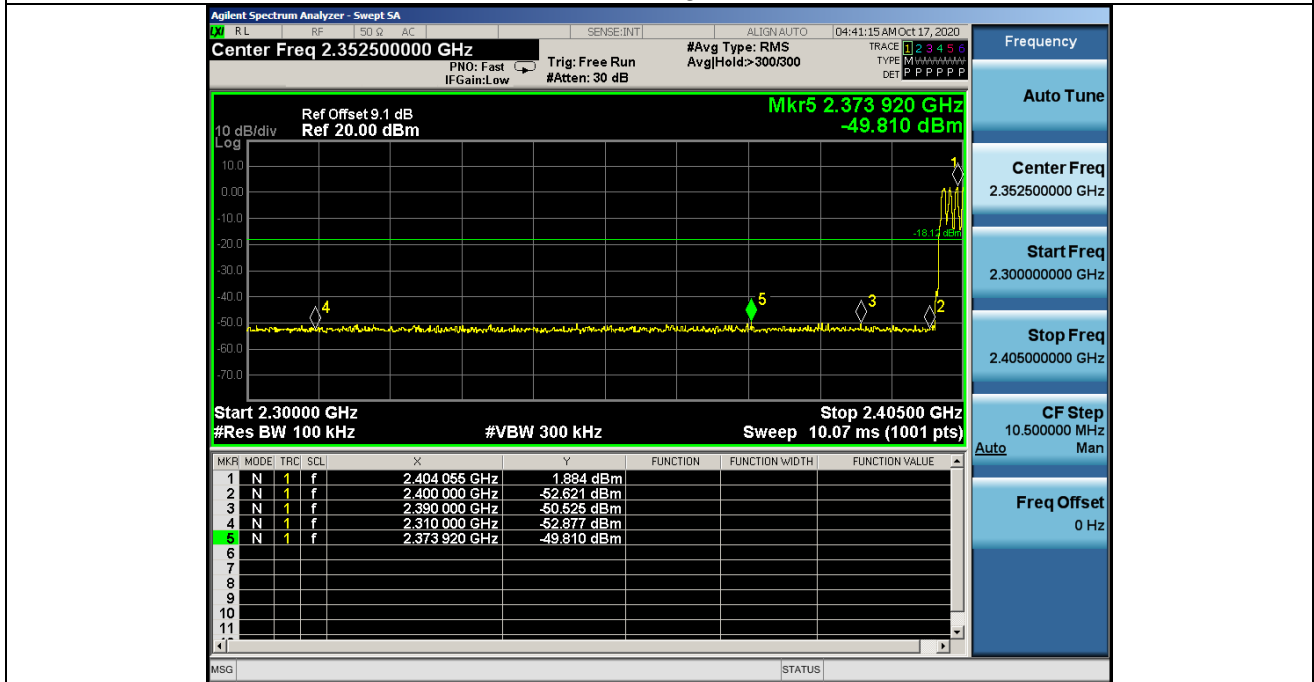 Agilent Spectrum Analyzer - Swept SA
LXI RL RF 50 Ω AC SENSE:INT ALIGN AUTO 04:41:15 AM Oct 17, 2020
Center Freq 2.352500000 GHz
PNO: Fast
IFGain:Low
Trig: Free Run
#Atten: 30 dB
#Avg Type: RMS
Avg|Hold:>300/300
TRACE 1 2 3 4 5 6
TYPE M W W W W W
DET P P P P P P
Mkr5 2.373 920 GHz
-49.810 dBm
Ref Offset 9.1 dB
10 dB/div Ref 20.00 dBm
Log
10.0
0.00
-10.0
-20.0
-30.0
-40.0
-50.0
-60.0
-70.0
1
-18.12 dBm
4
5
3
2
Start 2.30000 GHz Stop 2.40500 GHz
#Res BW 100 kHz #VBW 300 kHz Sweep 10.07 ms (1001 pts)
MKR MODE TRC SCL X Y FUNCTION FUNCTION WIDTH FUNCTION VALUE
1 N 1 f 2.404 055 GHz 1.884 dBm
2 N 1 f 2.400 000 GHz -52.621 dBm
3 N 1 f 2.390 000 GHz -50.525 dBm
4 N 1 f 2.310 000 GHz -52.877 dBm
5 N 1 f 2.373 920 GHz -49.810 dBm
6
7
8
9
10
11
MSG STATUS
Frequency
Auto Tune
Center Freq
2.352500000 GHz
Start Freq
2.300000000 GHz
Stop Freq
2.405000000 GHz
CF Step
10.500000 MHz
Auto Man
Freq Offset
0 Hz